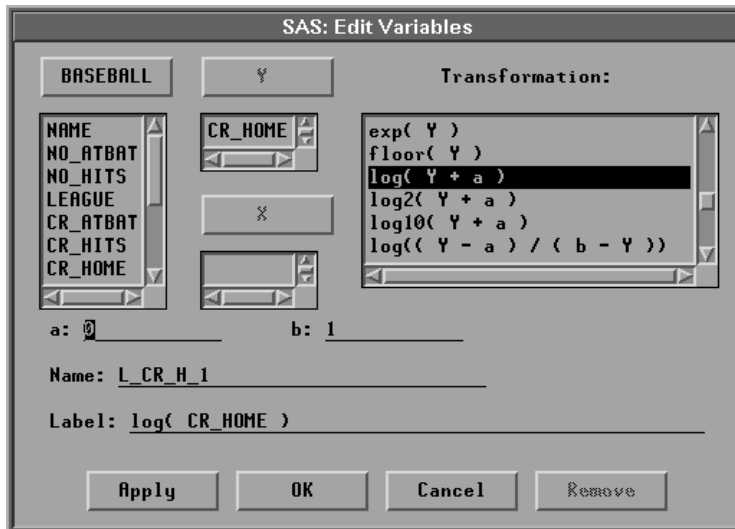 SAS: Edit Variables
BASEBALL
Y
Transformation:
NAME
NO_ATBAT
NO_HITS
LEAGUE
CR_ATBAT
CR_HITS
CR_HOME
CR_HOME
X
exp( Y )
floor( Y )
log( Y + a )
log2( Y + a )
log10( Y + a )
log(( Y - a ) / ( b - Y ))
a: 0
b: 1
Name: L_CR_H_1
Label: log( CR_HOME )
Apply
OK
Cancel
Remove